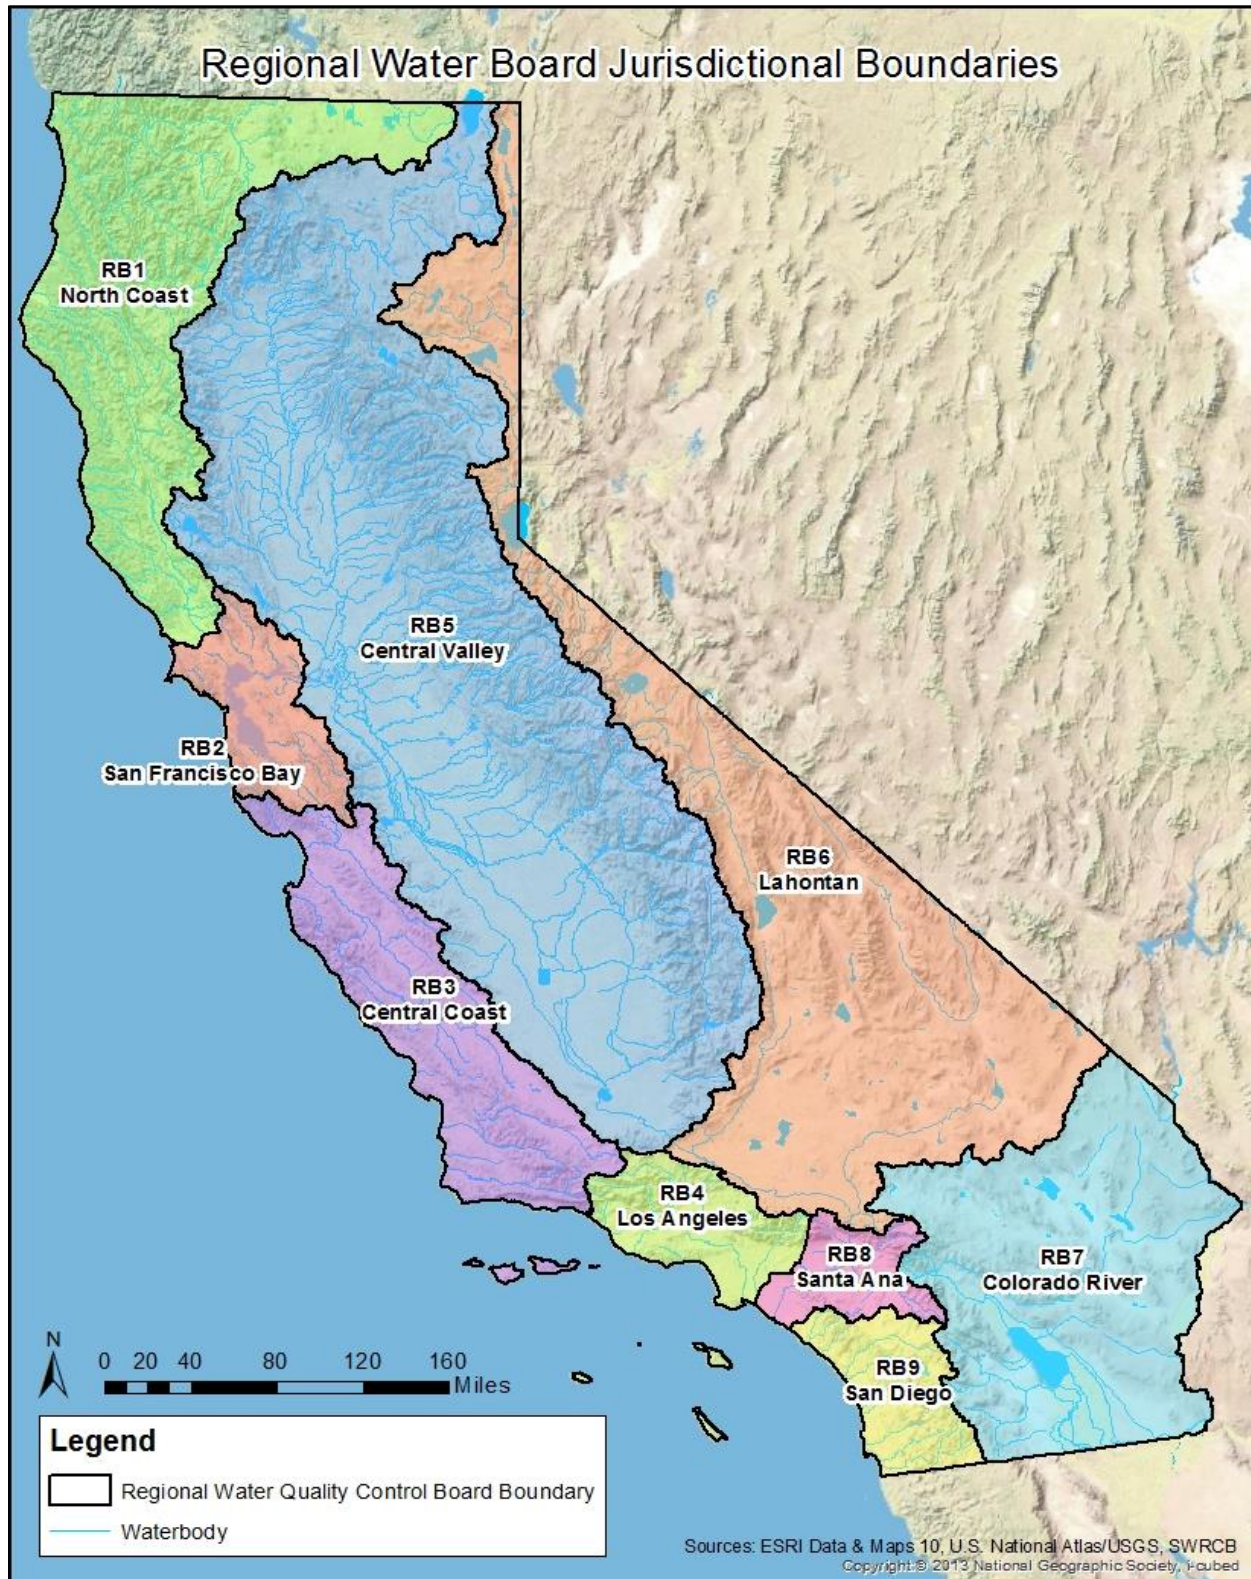 Regional Water Board Jurisdictional Boundaries
RB1
North Coast
RB5
Central Valley
RB2
San Francisco Bay
RB6
Lahontan
RB3
Central Coast
RB4
Los Angeles
RB8
Santa Ana
RB7
Colorado River
RB9
San Diego
N
0 20 40 80 120 160
Miles
Legend
Regional Water Quality Control Board Boundary
Waterbody
Sources: ESRI Data & Maps 10, U.S. National Atlas/USGS, SWRCB
Copyright:© 2013 National Geographic Society, i-cubed